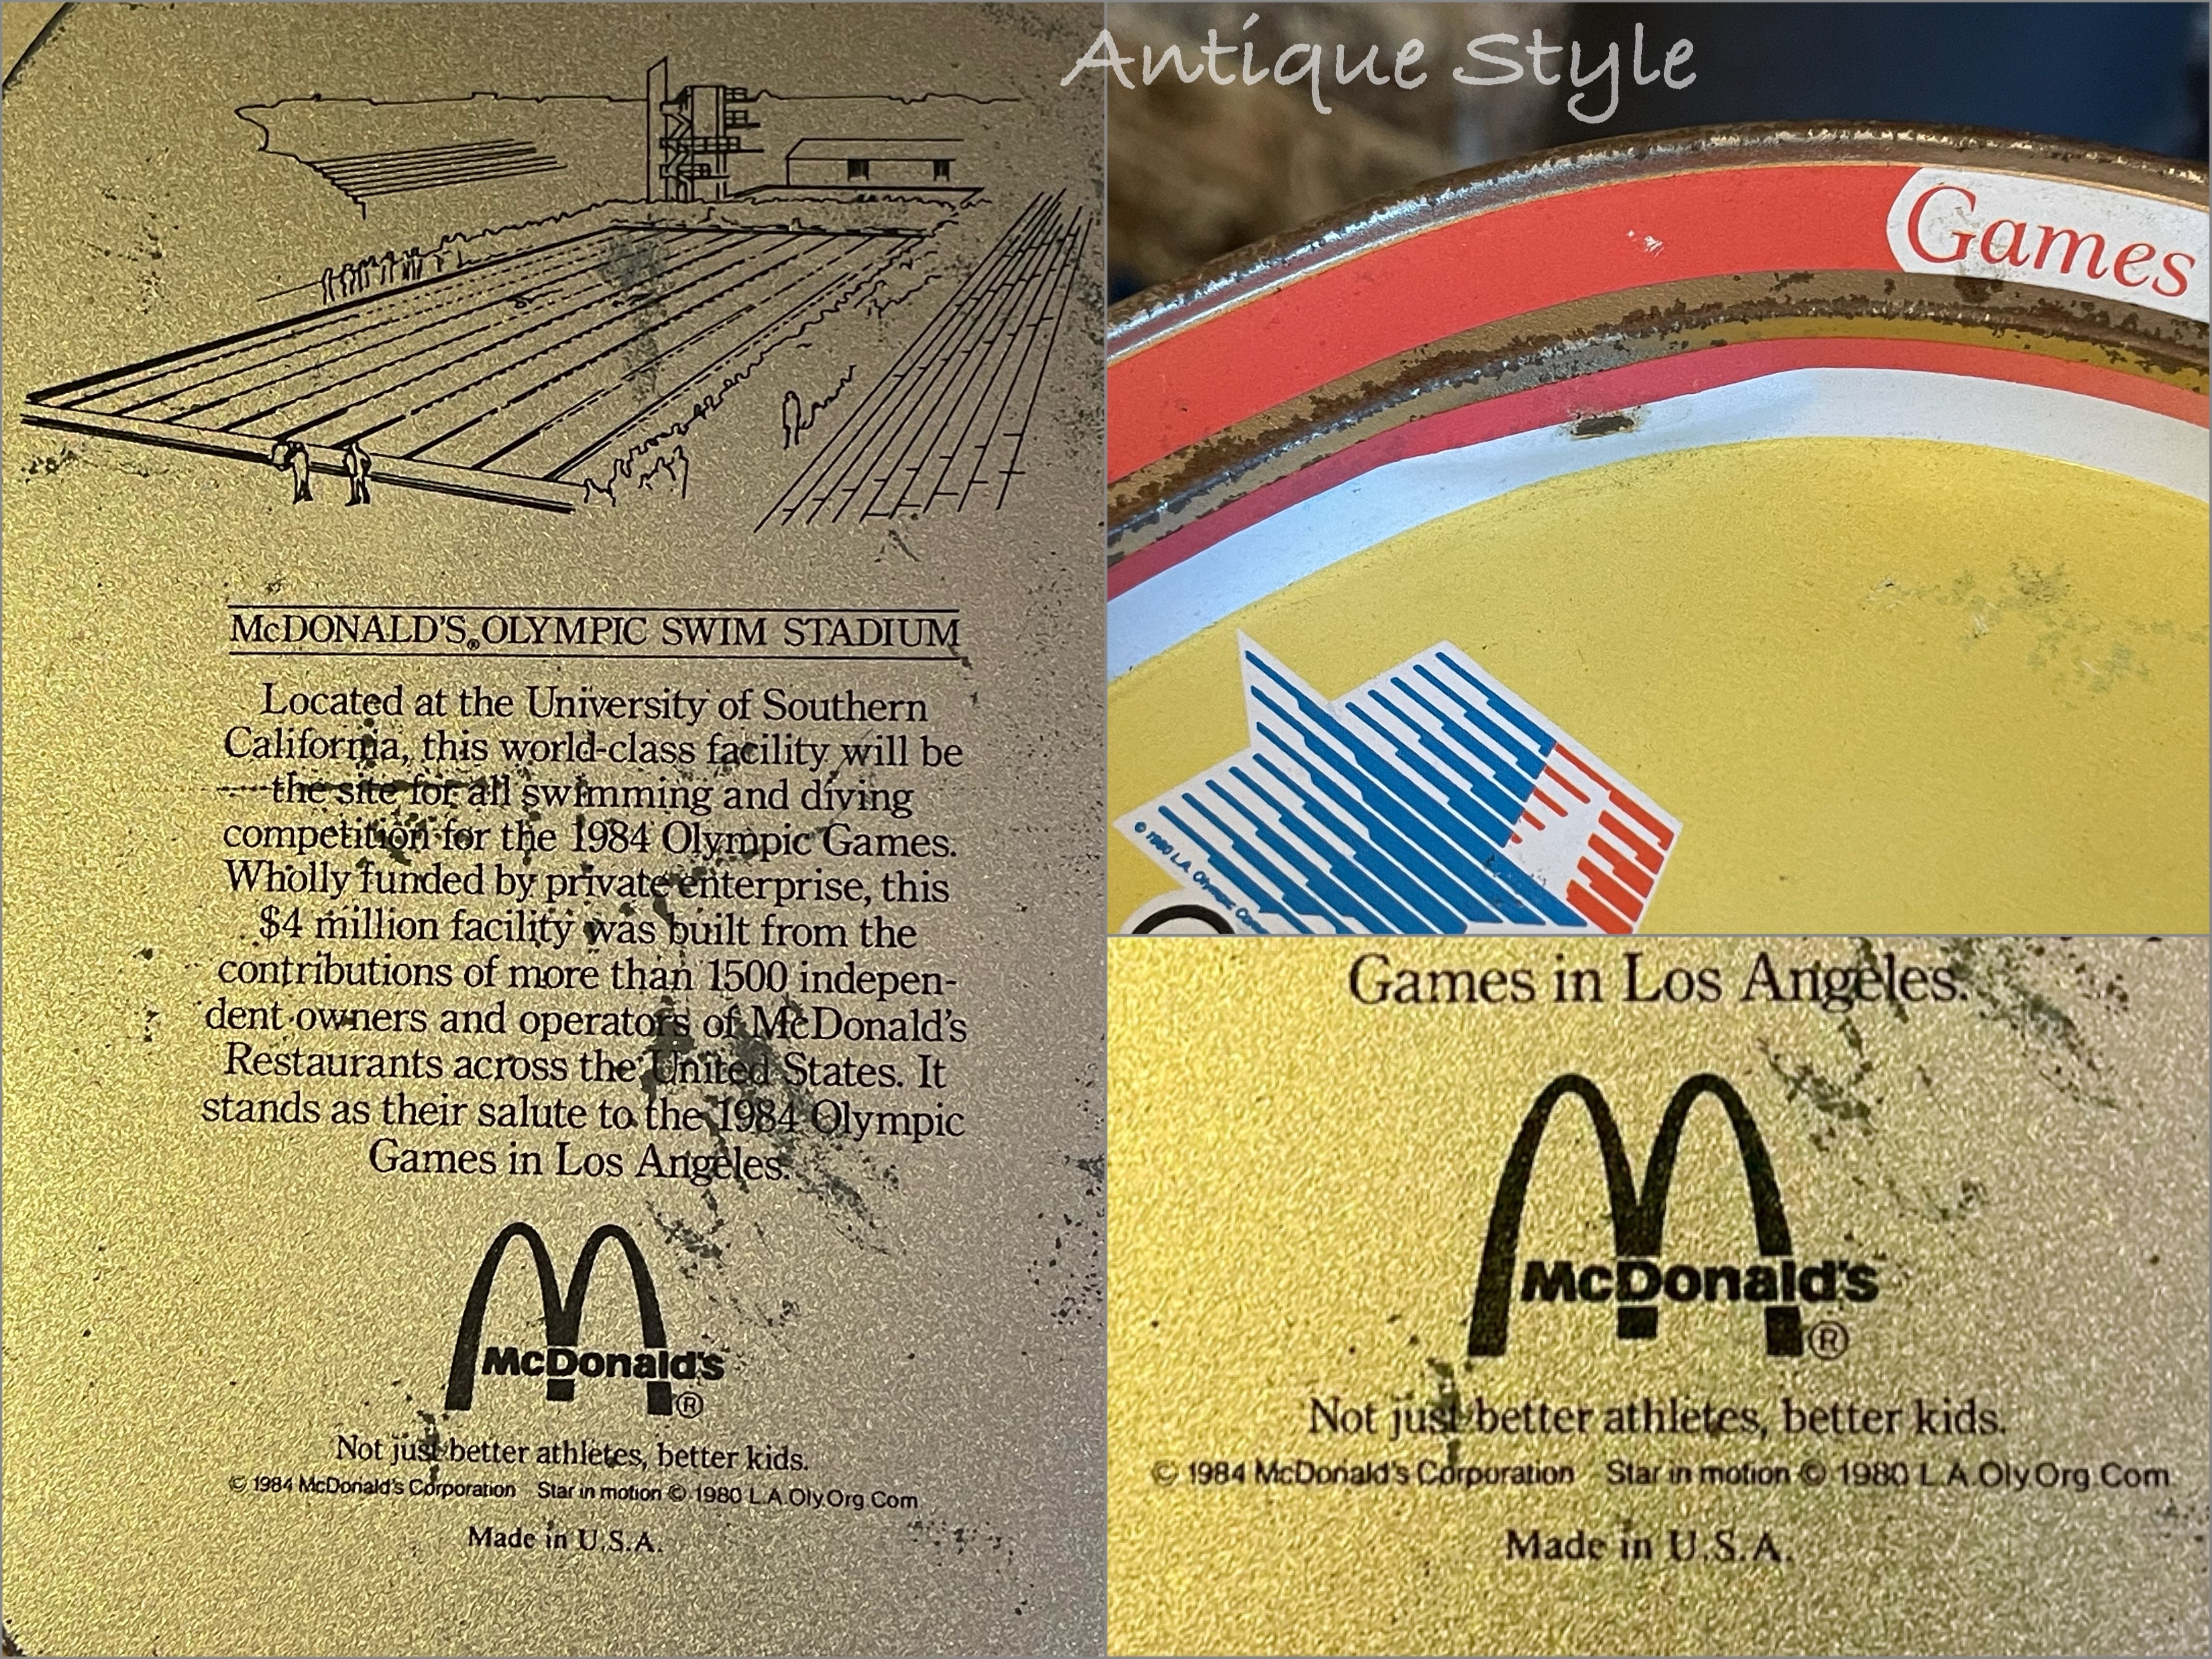 Antique Style
McDONALD'S® OLYMPIC SWIM STADIUM
Located at the University of Southern
California, this world-class facility will be
the site for all swimming and diving
competition for the 1984 Olympic Games.
Wholly funded by private enterprise, this
$4 million facility was built from the
contributions of more than 1500 indepen-
dent owners and operators of McDonald's
Restaurants across the United States. It
stands as their salute to the 1984 Olympic
Games in Los Angeles.
McDonald's
®
Not just better athletes, better kids.
© 1984 McDonald's Corporation Star in motion © 1980 L.A.Oly.Org.Com
Made in U.S.A.
Games
© 1980 L.A. Olympic
Games in Los Angeles.
McDonald's
®
Not just better athletes, better kids.
© 1984 McDonald's Corporation Star in motion © 1980 L.A.Oly.Org.Com
Made in U.S.A.